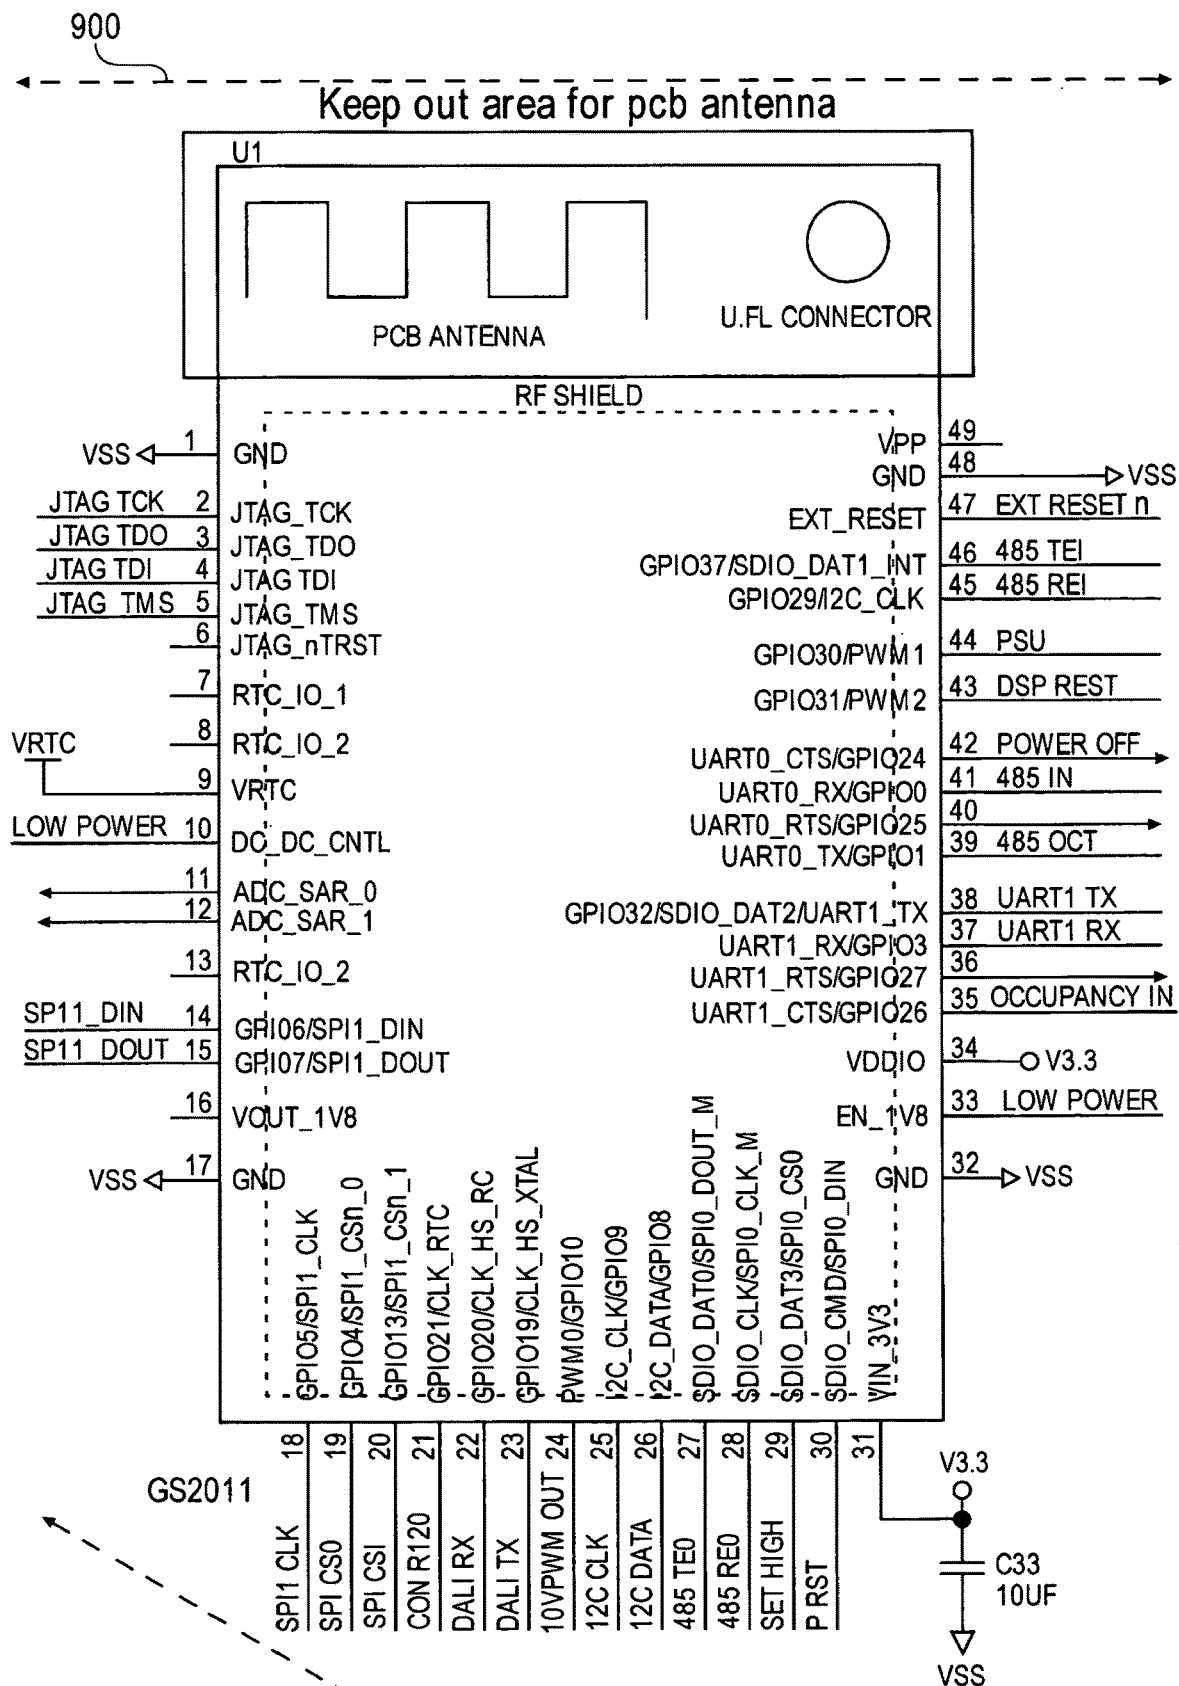 900
Keep out area for pcb antenna
U1
PCB ANTENNA
U.FL CONNECTOR
RF SHIELD
VSS 1 GND
JTAG TCK 2 JTAG_TCK
JTAG TDO 3 JTAG_TDO
JTAG TDI 4 JTAG TDI
JTAG_TMS 5 JTAG_TMS
6 JTAG_nTRST
7 RTC_IO_1
8 RTC_IO_2
VRTC 9 VRTC
LOW POWER 10 DC_DC_CNTL
11 ADC_SAR_0
12 ADC_SAR_1
13 RTC_IO_2
SP11_DIN 14 GPI06/SPI1_DIN
SP11_DOUT 15 GPI07/SPI1_DOUT
16 VOUT_1V8
VSS 17 GND
VPP 49
GND 48 VSS
EXT_RESET 47 EXT RESET n
GPIO37/SDIO_DAT1_INT 46 485 TEI
GPIO29/I2C_CLK 45 485 REI
GPIO30/PWM1 44 PSU
GPIO31/PWM2 43 DSP REST
UART0_CTS/GPIO24 42 POWER OFF
UART0_RX/GPIO0 41 485 IN
UART0_RTS/GPIO25 40
UART0_TX/GPIO1 39 485 OCT
GPIO32/SDIO_DAT2/UART1_TX 38 UART1 TX
UART1_RX/GPIO3 37 UART1 RX
UART1_RTS/GPIO27 36
UART1_CTS/GPIO26 35 OCCUPANCY IN
VDDIO 34 V3.3
EN_1V8 33 LOW POWER
GND 32 VSS
GPIO5/SPI1_CLK 18 SPI1 CLK
GPIO4/SPI1_CSn_0 19 SPI CS0
GPIO13/SPI1_CSn_1 20 SPI CSI
GPIO21/CLK_RTC 21 CON R120
GPIO20/CLK_HS_RC 22 DALI RX
GPIO19/CLK_HS_XTAL 23 DALI TX
PWM0/GPIO10 24 10VPWM OUT
I2C_CLK/GPIO9 25 12C CLK
I2C_DATA/GPIO8 26 12C DATA
SDIO_DAT0/SPI0_DOUT_M 27 485 TE0
SDIO_CLK/SPI0_CLK_M 28 485 RE0
SDIO_DAT3/SPI0_CS0 29 SET HIGH
SDIO_CMD/SPI0_DIN 30 P RST
VIN_3V3 31
GS2011
V3.3
C33
10UF
VSS